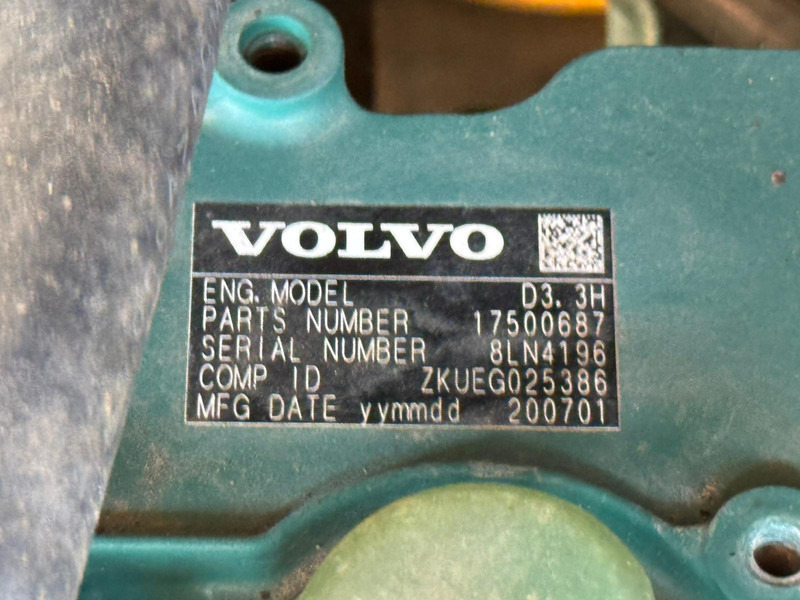 VOLVO
ENG. MODEL D3. 3H
PARTS NUMBER 17500687
SERIAL NUMBER 8LN4196
COMP ID ZKUEG025386
MFG DATE yymmdd 200701